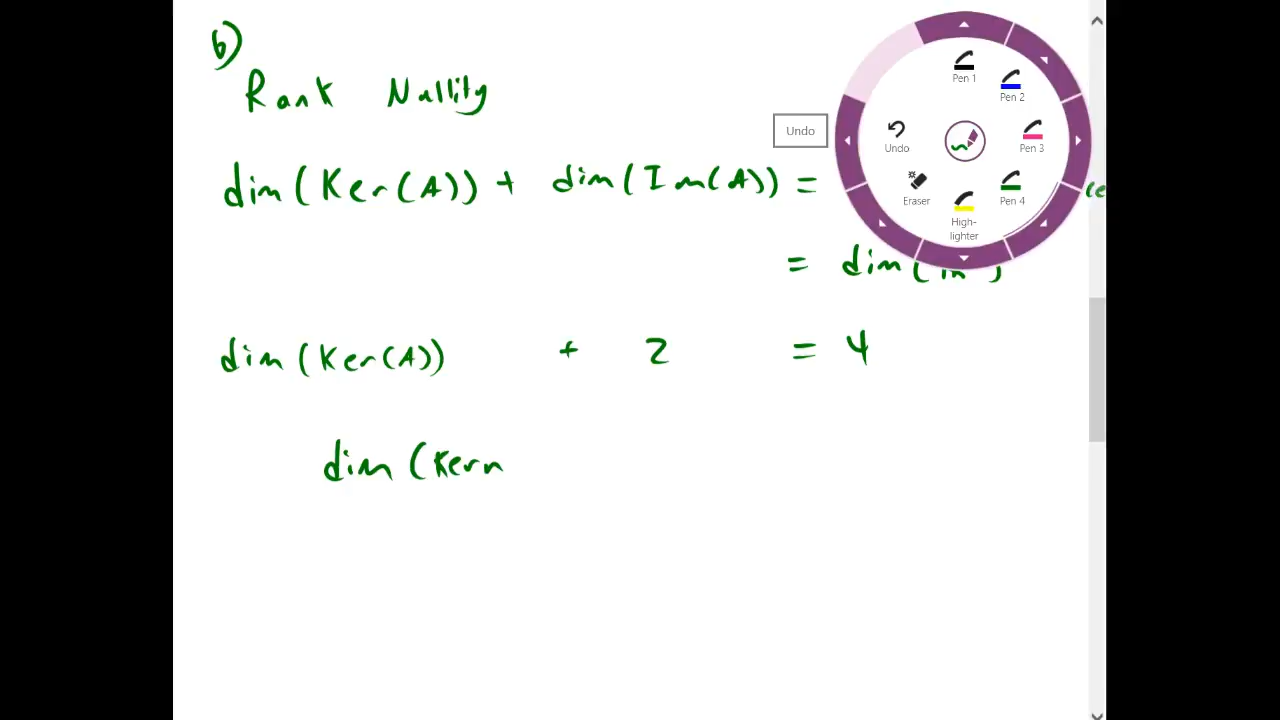 b)
Rank Nullity
dim(Ker(A)) + dim(Im(A)) =
= dim(
dim(Ker(A)) + 2 = 4
dim(Kern
Undo
Pen 1
Pen 2
Undo
Pen 3
Eraser
Pen 4
High-
lighter